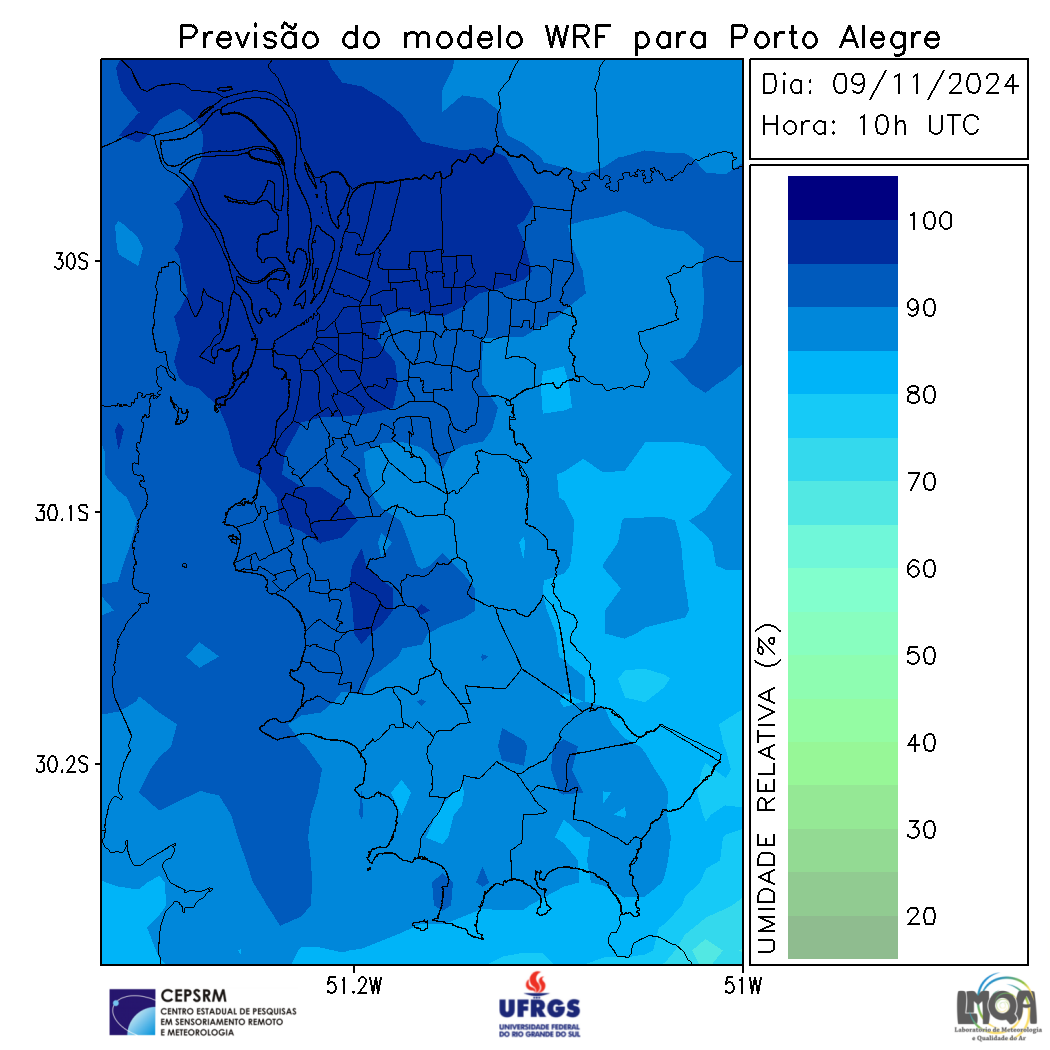 Previsão do modelo WRF para Porto Alegre
Dia: 09/11/2024
Hora: 10h UTC
100
90
80
70
60
50
40
30
20
UMIDADE RELATIVA (%)
30S
30.1S
30.2S
51.2W
51W
CEPSRM
CENTRO ESTADUAL DE PESQUISAS
EM SENSORIAMENTO REMOTO
E METEOROLOGIA
UFRGS
UNIVERSIDADE FEDERAL
DO RIO GRANDE DO SUL
LMQA
Laboratório de Meteorologia
e Qualidade do Ar